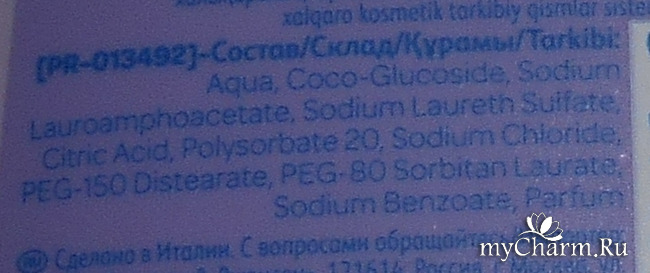 xalqaro kosmetik tarkibiy qismlar
[PR-013492]-Состав/Склад/Құрамы/Tarkibi:
Aqua, Coco-Glucoside, Sodium
Lauroamphoacetate, Sodium Laureth Sulfate,
Citric Acid, Polysorbate 20, Sodium Chloride,
PEG-150 Distearate, PEG-80 Sorbitan Laurate,
Sodium Benzoate, Parfum
RU Сделано в Италии. С вопросами
myCharm.Ru